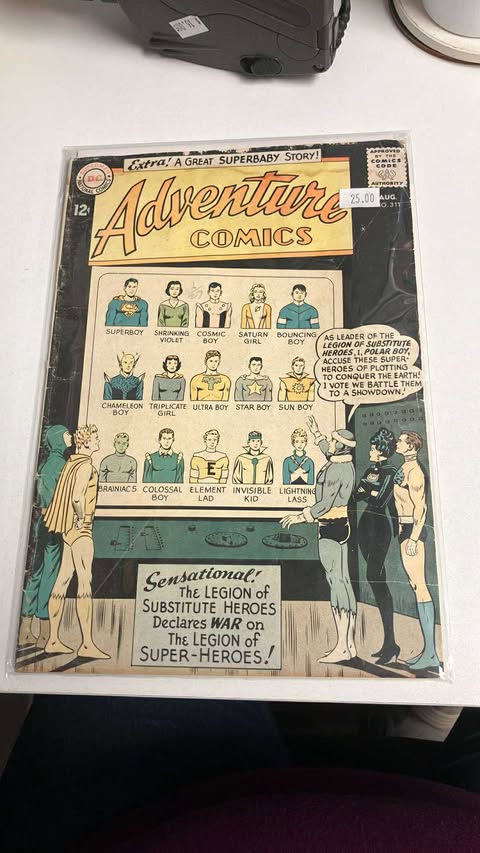 Extra! A GREAT SUPERBABY STORY!
APPROVED
BY THE
COMICS
CODE
AUTHORITY
DC
NATIONAL COMICS
12¢
Adventure
COMICS
25.00
AUG.
NO. 311
SUPERBOY
SHRINKING VIOLET
COSMIC BOY
SATURN GIRL
BOUNCING BOY
CHAMELEON BOY
TRIPLICATE GIRL
ULTRA BOY
STAR BOY
SUN BOY
E
BRAINIAC 5
COLOSSAL BOY
ELEMENT LAD
INVISIBLE KID
LIGHTNING LASS
AS LEADER OF THE
LEGION OF SUBSTITUTE
HEROES, I, POLAR BOY,
ACCUSE THESE SUPER-
HEROES OF PLOTTING
TO CONQUER THE EARTH!
I VOTE WE BATTLE THEM
TO A SHOWDOWN!
Sensational!
THE LEGION OF
SUBSTITUTE HEROES
Declares WAR on
THE LEGION OF
SUPER-HEROES!